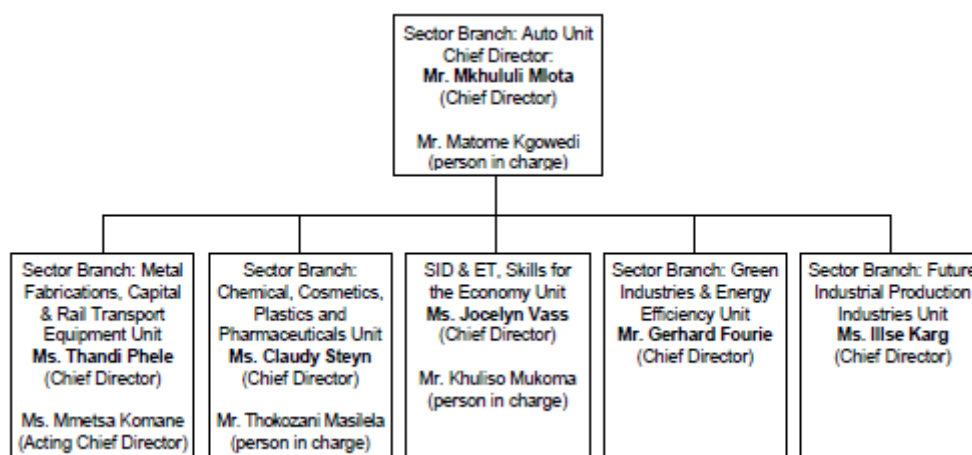 Sector Branch: Auto Unit
Chief Director:
Mr. Mkhululi Mlota
(Chief Director)
Mr. Matome Kgowedi
(person in charge)
Sector Branch: Metal
Fabrications, Capital
& Rail Transport
Equipment Unit
Ms. Thandi Phele
(Chief Director)
Ms. Mmetsa Komane
(Acting Chief Director)
Sector Branch:
Chemical, Cosmetics,
Plastics and
Pharmaceuticals Unit
Ms. Claudy Steyn
(Chief Director)
Mr. Thokozani Masilela
(person in charge)
SID & ET, Skills for
the Economy Unit
Ms. Jocelyn Vass
(Chief Director)
Mr. Khuliso Mukoma
(person in charge)
Sector Branch: Green
Industries & Energy
Efficiency Unit
Mr. Gerhard Fourie
(Chief Director)
Sector Branch: Future
Industrial Production
Industries Unit
Ms. Illse Karg
(Chief Director)